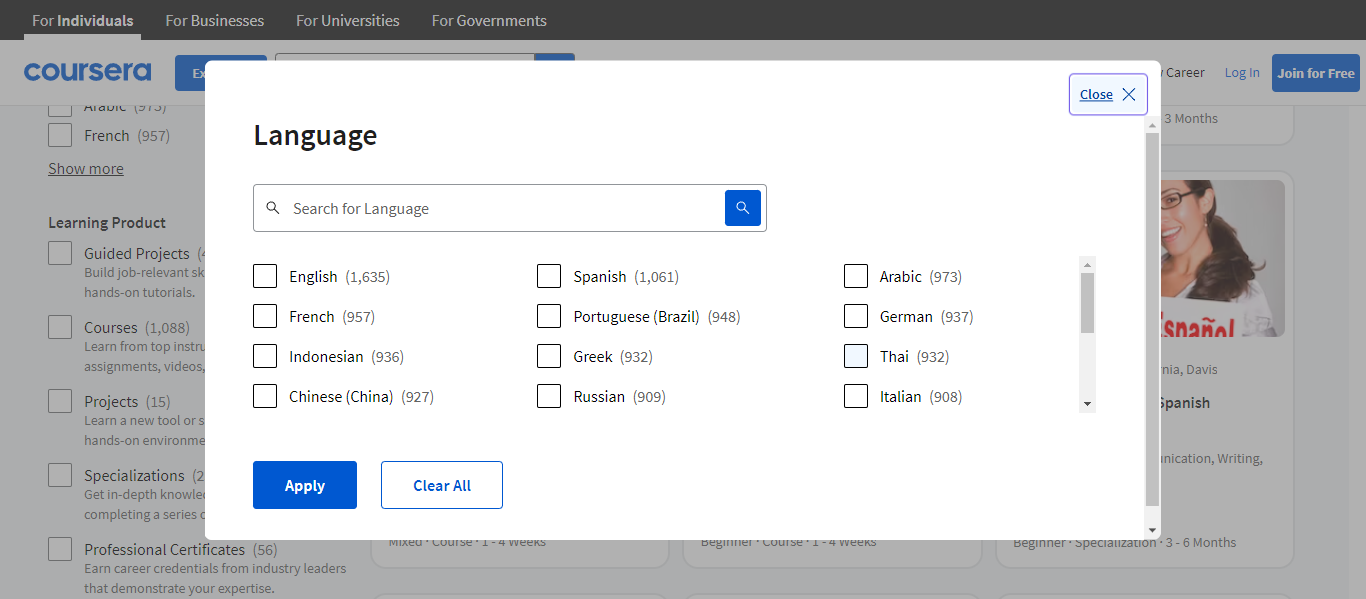 For Individuals For Businesses For Universities For Governments
coursera Ex Career Log In Join for Free
Arabic (973)
French (957)
Show more
Learning Product
Guided Projects
Build job-relevant sk
hands-on tutorials.
Courses (1,088)
Learn from top instru
assignments, videos,
Projects (15)
Learn a new tool or s
hands-on environme
Specializations (2
Get in-depth knowled
completing a series o
Professional Certificates (56)
Earn career credentials from industry leaders
that demonstrate your expertise.
Close
Language
Search for Language
English (1,635) Spanish (1,061) Arabic (973)
French (957) Portuguese (Brazil) (948) German (937)
Indonesian (936) Greek (932) Thai (932)
Chinese (China) (927) Russian (909) Italian (908)
Apply Clear All
3 Months
Español
rnia, Davis
Spanish
unication, Writing,
Mixed · Course · 1 - 4 Weeks
Beginner · Course · 1 - 4 Weeks
Beginner · Specialization · 3 - 6 Months